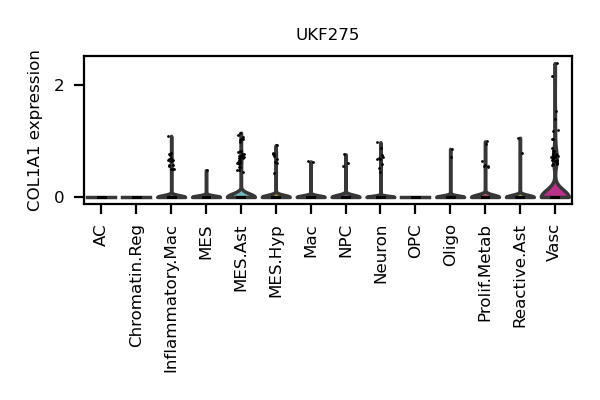 UKF275
COL1A1 expression
2
0
AC
Chromatin.Reg
Inflammatory.Mac
MES
MES.Ast
MES.Hyp
Mac
NPC
Neuron
OPC
Oligo
Prolif.Metab
Reactive.Ast
Vasc